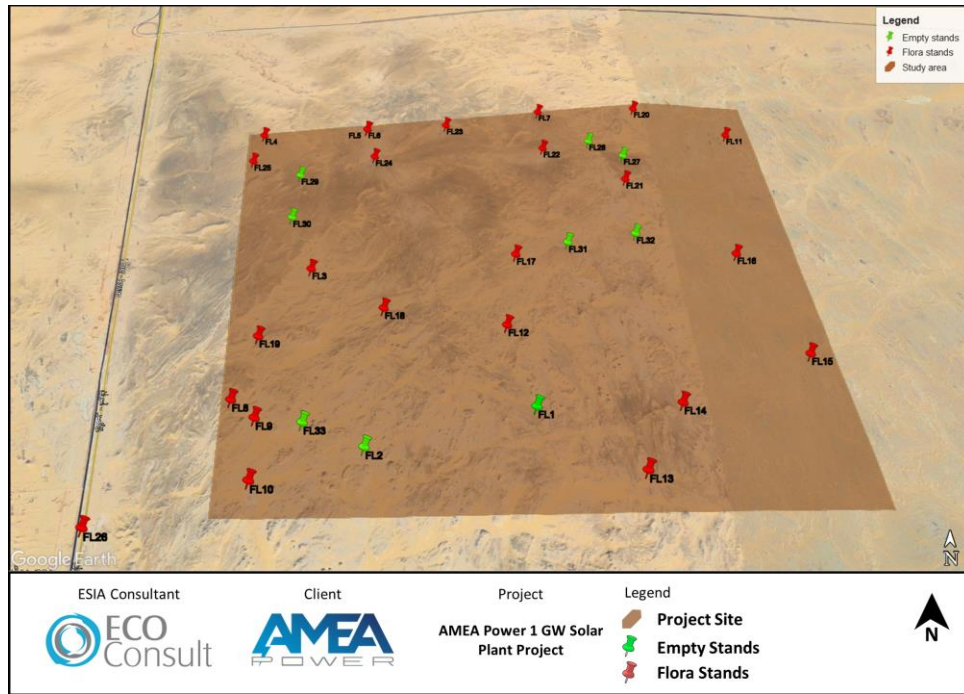 Legend
Empty stands
Flora stands
Study area
FL4
FL5
FL6
FL23
FL7
FL20
FL11
FL25
FL24
FL22
FL27
FL21
FL29
FL30
FL31
FL32
FL3
FL17
FL16
FL18
FL12
FL19
FL15
FL9
FL33
FL2
FL1
FL14
FL10
FL13
Google Earth
N
ESIA Consultant
Client
Project
Legend
ECO
Consult
AMEA
POWER
AMEA Power 1 GW Solar
Plant Project
Project Site
Empty Stands
Flora Stands
N